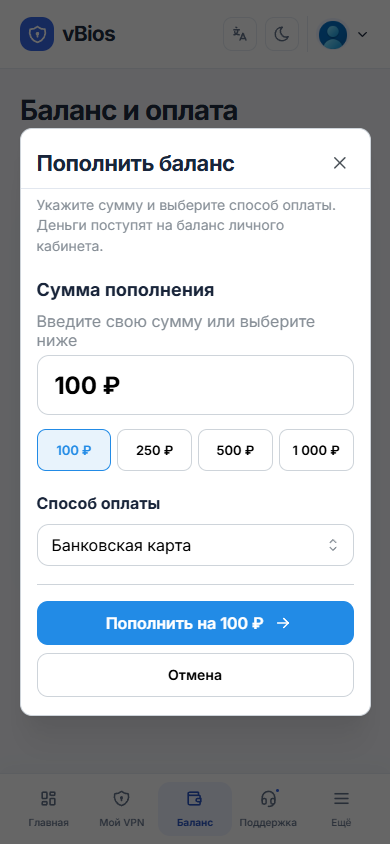 vBios
Баланс и оплата
Пополнить баланс
Укажите сумму и выберите способ оплаты.
Деньги поступят на баланс личного
кабинета.
Сумма пополнения
Введите свою сумму или выберите
ниже
100 ₽
100 ₽ 250 ₽ 500 ₽ 1 000 ₽
Способ оплаты
Банковская карта
Пополнить на 100 ₽ →
Отмена
Главная Мой VPN Баланс Поддержка Ещё